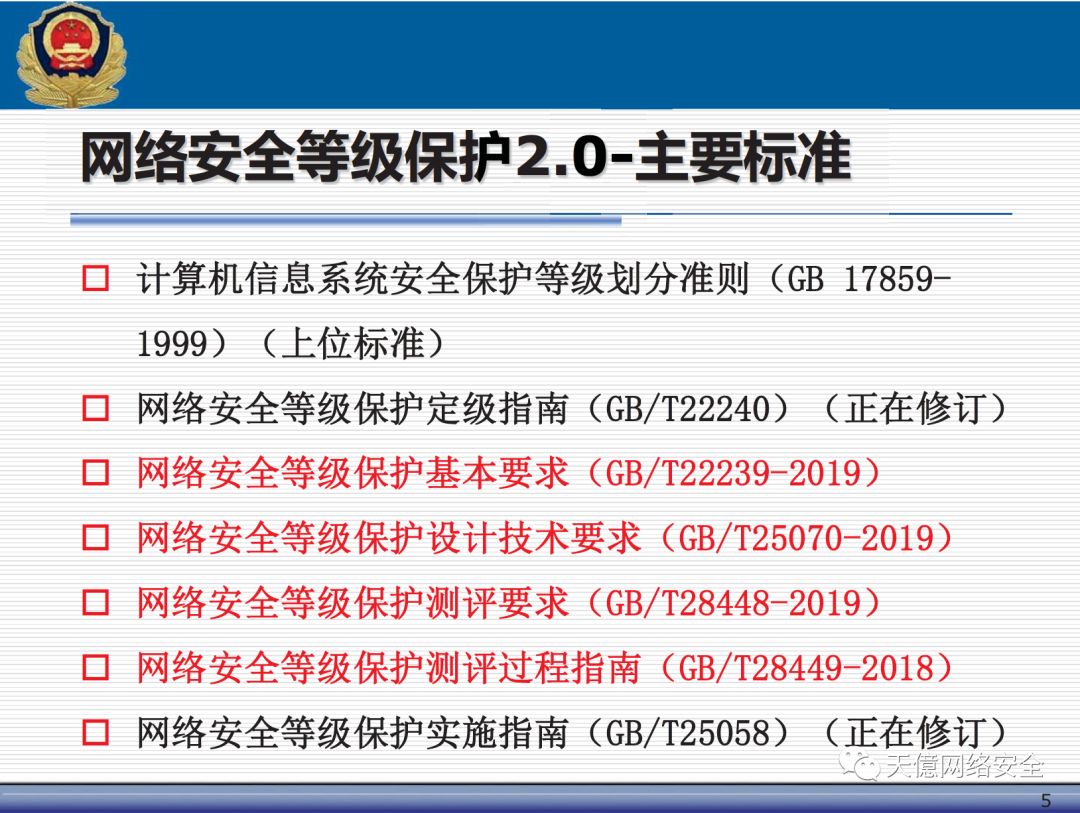 网络安全等级保护2.0-主要标准
计算机信息系统安全保护等级划分准则（GB 17859-
1999）（上位标准）
网络安全等级保护定级指南（GB/T22240）（正在修订）
网络安全等级保护基本要求（GB/T22239-2019）
网络安全等级保护设计技术要求（GB/T25070-2019）
网络安全等级保护测评要求（GB/T28448-2019）
网络安全等级保护测评过程指南（GB/T28449-2018）
网络安全等级保护实施指南（GB/T25058）（正在修订）
天億网络安全
5